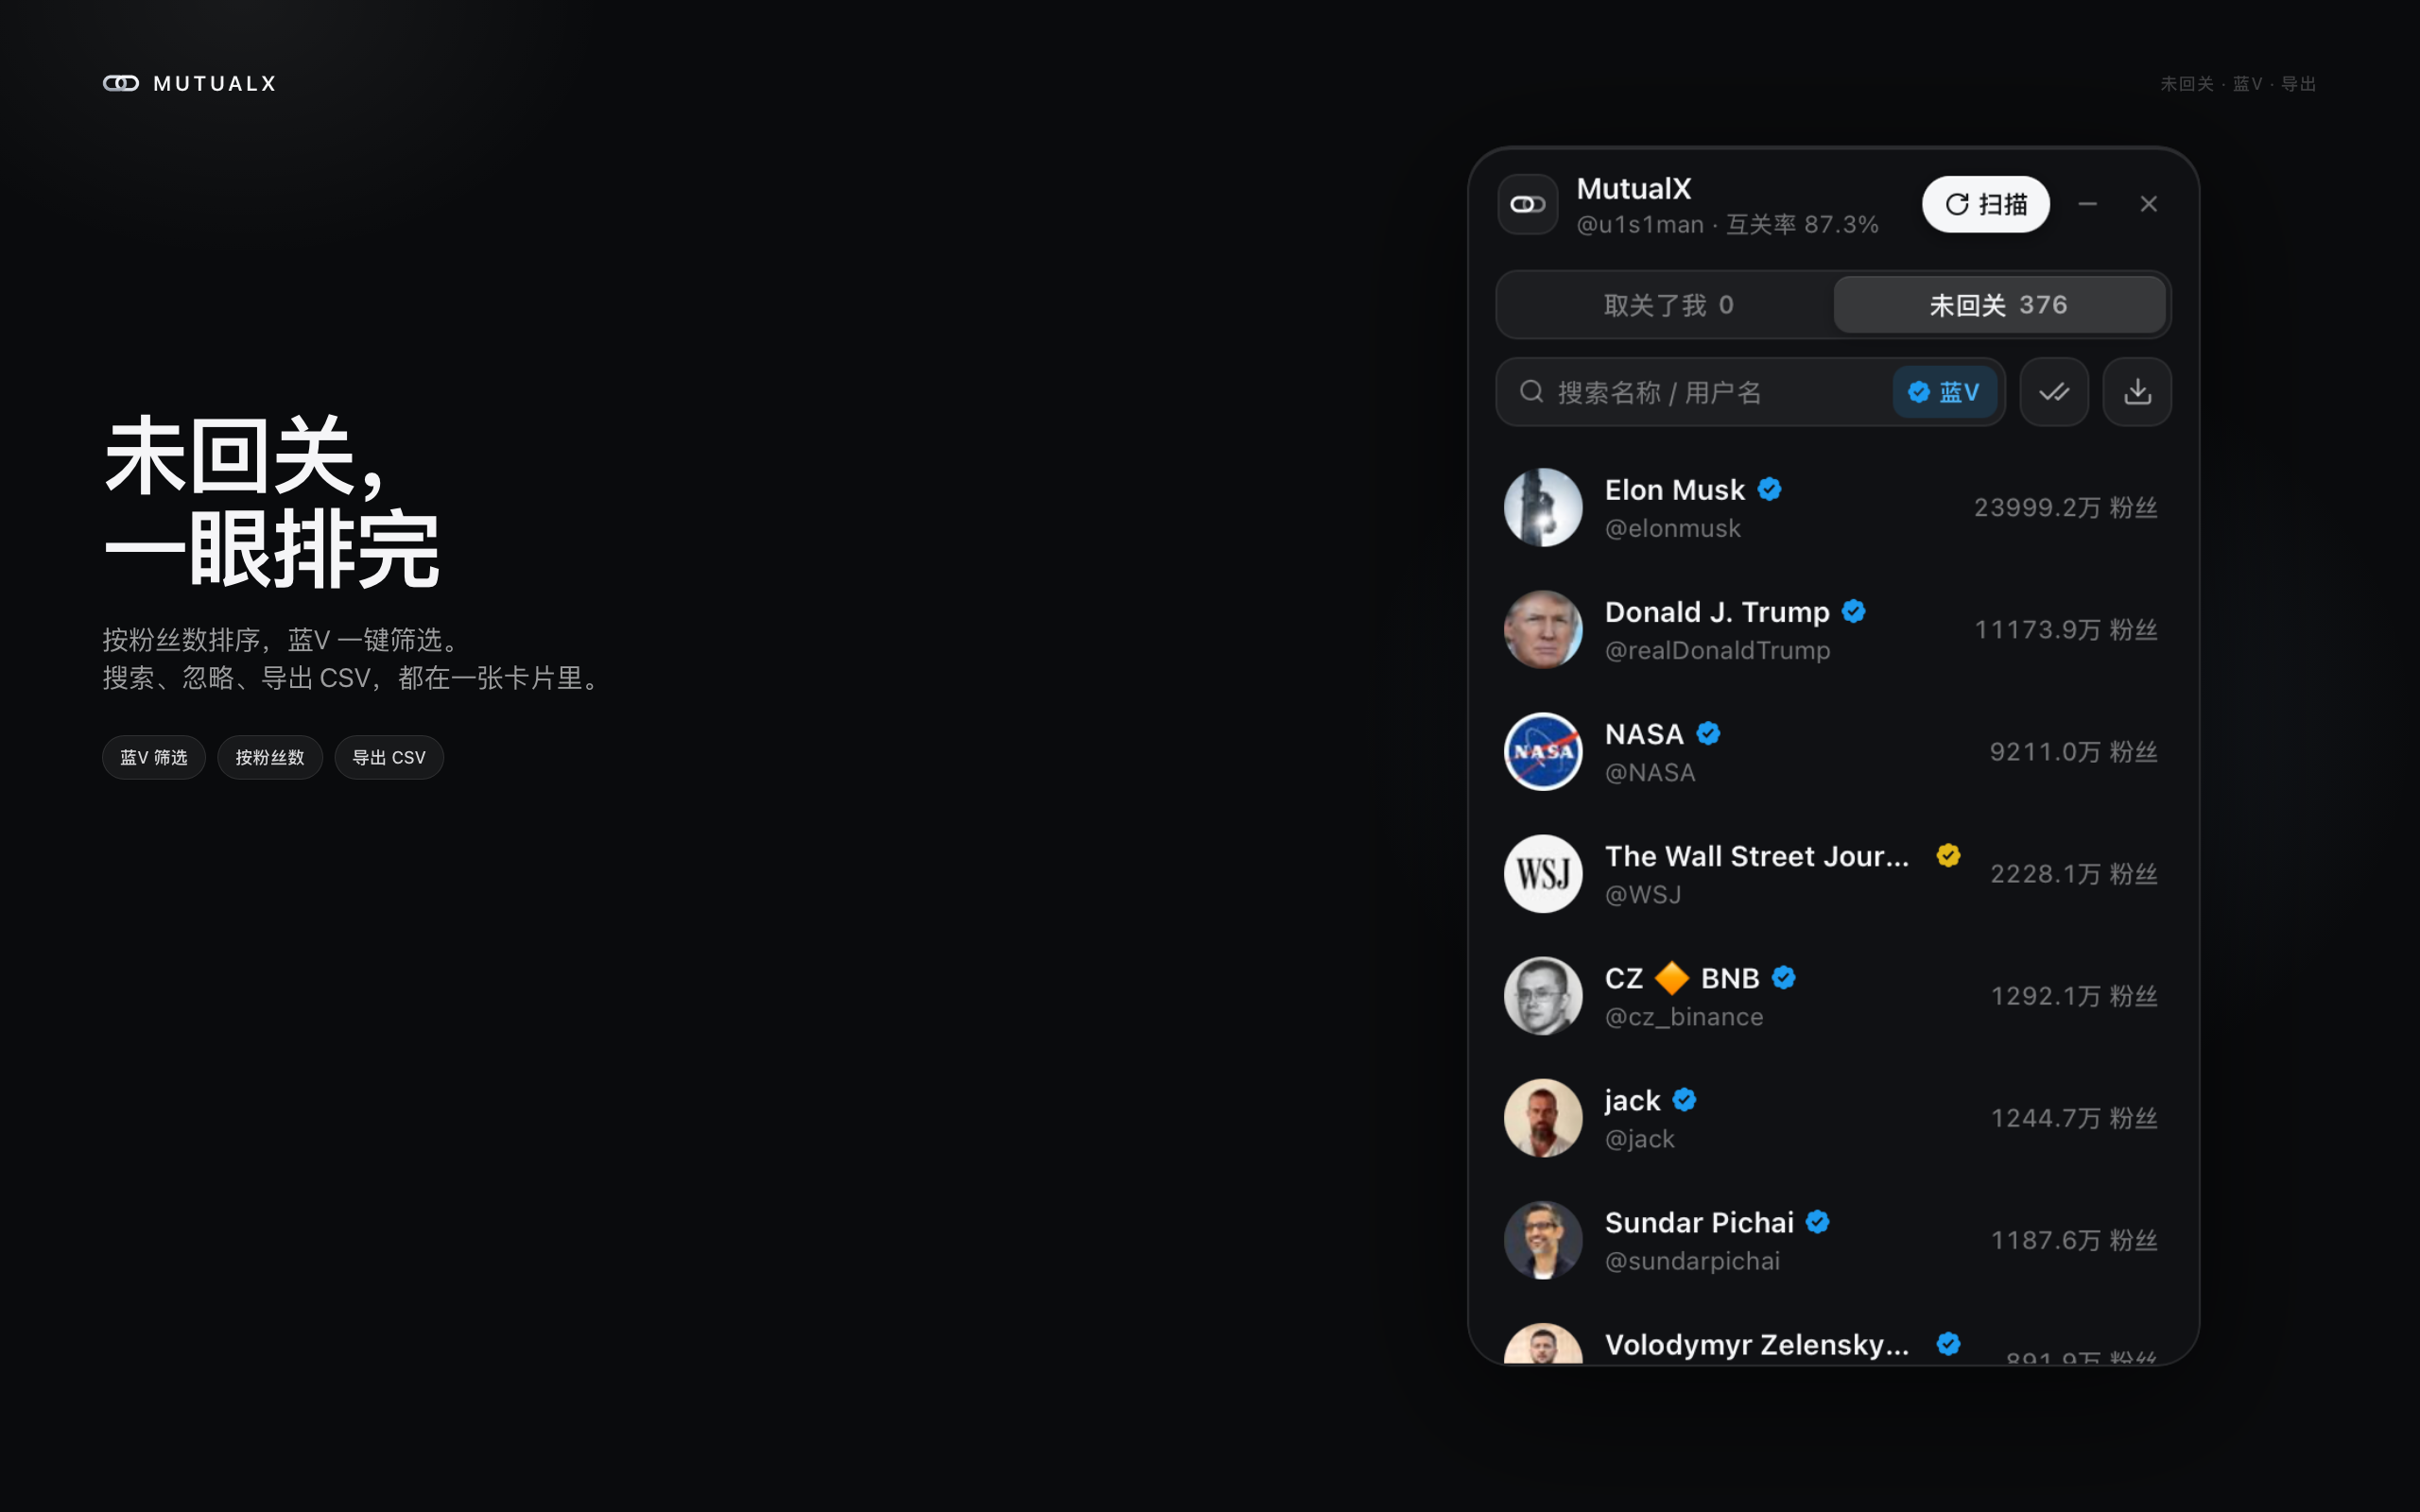 MUTUALX
未回关 · 蓝V · 导出
未回关，
一眼排完
按粉丝数排序，蓝V 一键筛选。
搜索、忽略、导出 CSV，都在一张卡片里。
蓝V 筛选
按粉丝数
导出 CSV
MutualX
@u1s1man · 互关率 87.3%
扫描
取关了我 0
未回关 376
搜索名称 / 用户名
蓝V
Elon Musk
@elonmusk
23999.2万 粉丝
Donald J. Trump
@realDonaldTrump
11173.9万 粉丝
NASA
NASA
@NASA
9211.0万 粉丝
WSJ
The Wall Street Jour...
@WSJ
2228.1万 粉丝
CZ 🔶 BNB
@cz_binance
1292.1万 粉丝
jack
@jack
1244.7万 粉丝
Sundar Pichai
@sundarpichai
1187.6万 粉丝
Volodymyr Zelensky...
891.9万 粉丝